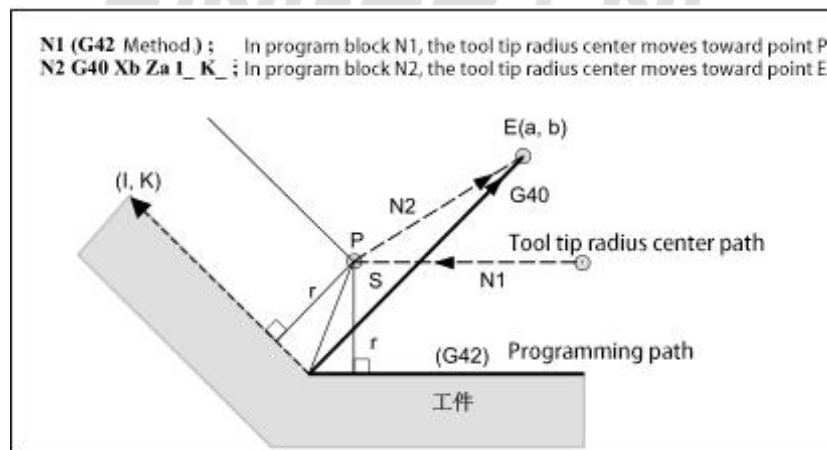 N1 (G42 Method.) ; In program block N1, the tool tip radius center moves toward point P
N2 G40 Xb Za I_ K_ ; In program block N2, the tool tip radius center moves toward point E
E(a, b)
(I, K)
G40
N2
P
Tool tip radius center path
S
N1
r
r
(G42) Programming path
工件